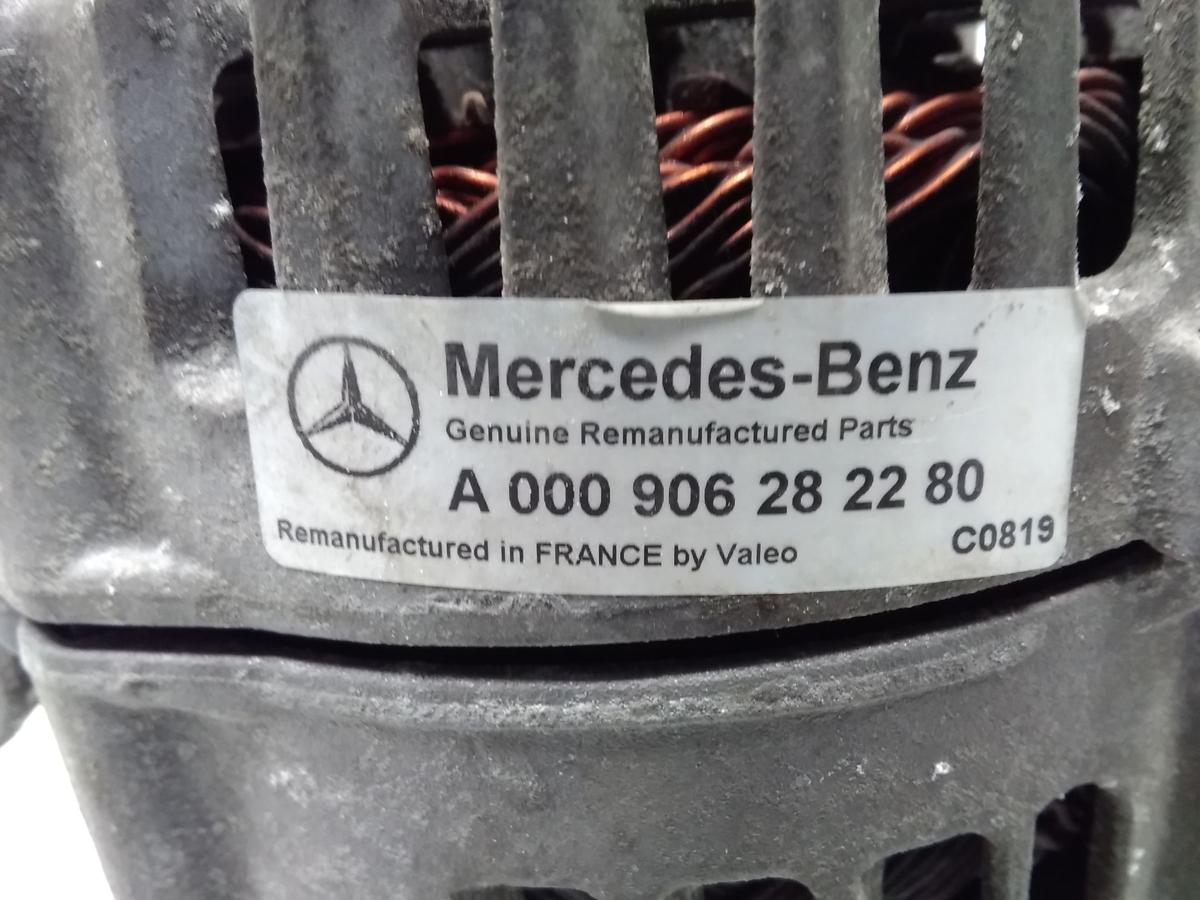 Mercedes-Benz
Genuine Remanufactured Parts
A 000 906 28 22 80
Remanufactured in FRANCE by Valeo
C0819